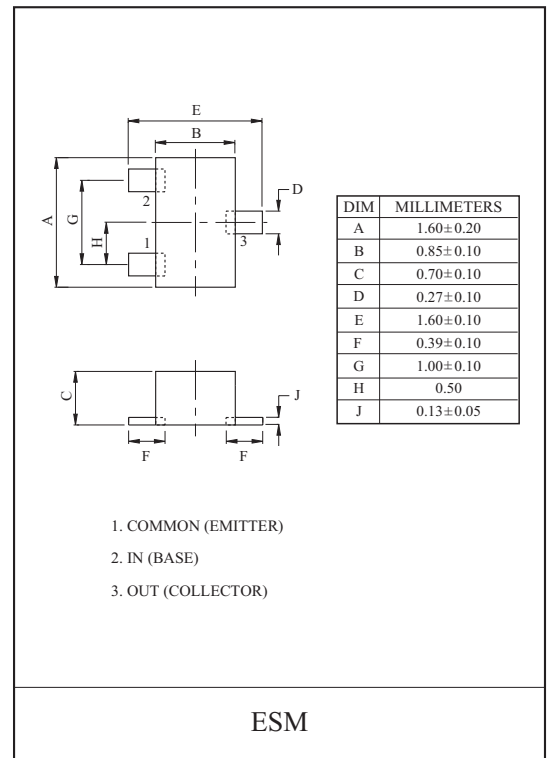 E
B
A
G
H
2
1
D
3
DIM MILLIMETERS
A 1.60±0.20
B 0.85±0.10
C 0.70±0.10
D 0.27±0.10
E 1.60±0.10
F 0.39±0.10
G 1.00±0.10
H 0.50
J 0.13±0.05
C
J
F F
1. COMMON (EMITTER)
2. IN (BASE)
3. OUT (COLLECTOR)
ESM